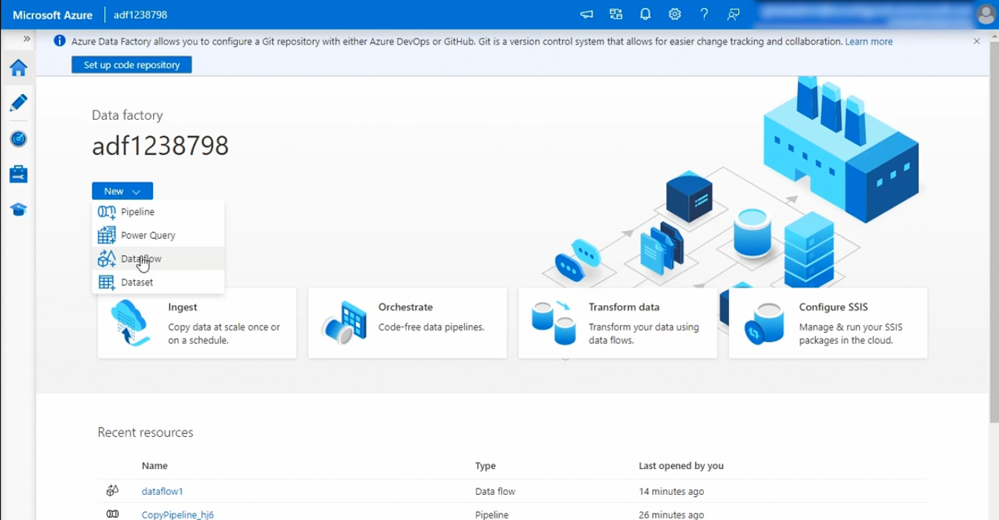 Microsoft Azure
adf1238798
Azure Data Factory allows you to configure a Git repository with either Azure DevOps or GitHub. Git is a version control system that allows for easier change tracking and collaboration. Learn more
Set up code repository
Data factory
adf1238798
New
Pipeline
Power Query
Data flow
Dataset
Ingest
Copy data at scale once or
on a schedule.
Orchestrate
Code-free data pipelines.
Transform data
Transform your data using
data flows.
Configure SSIS
Manage & run your SSIS
packages in the cloud.
Recent resources
Name Type Last opened by you
dataflow1 Data flow 14 minutes ago
CopyPipeline_hj6 Pipeline 26 minutes ago